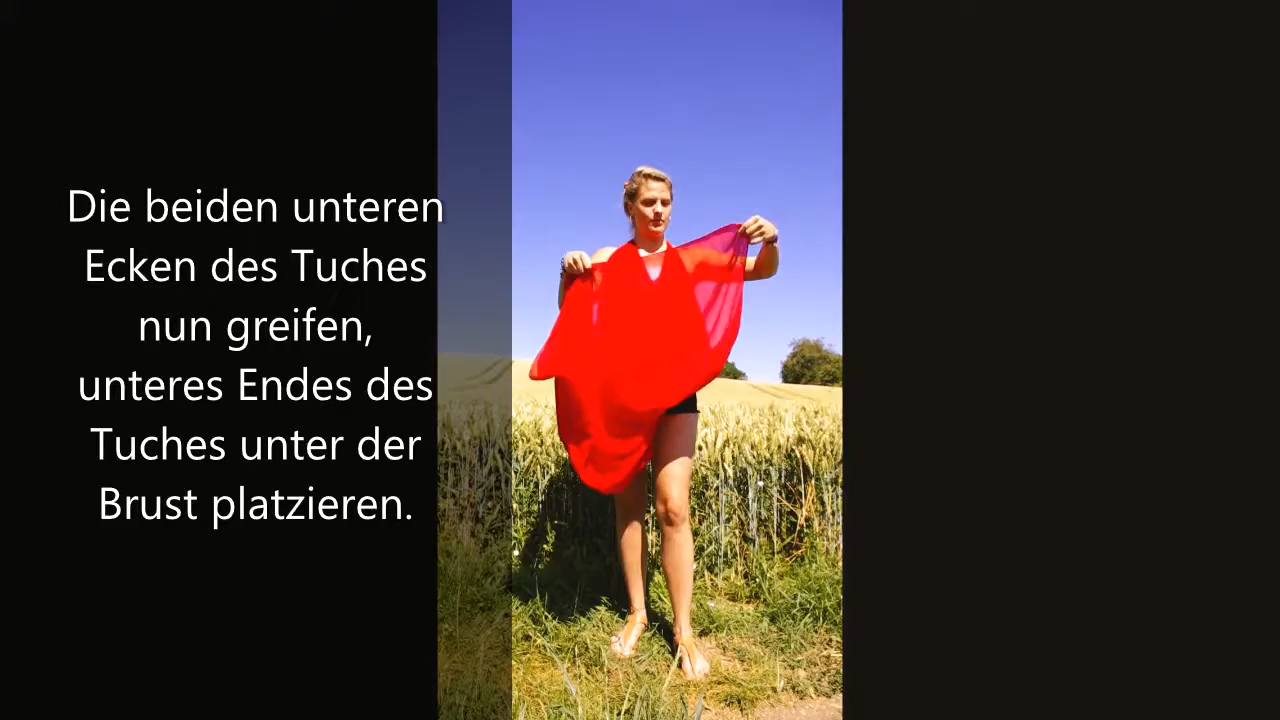 Die beiden unteren
Ecken des Tuches
nun greifen,
unteres Endes des
Tuches unter der
Brust platzieren.